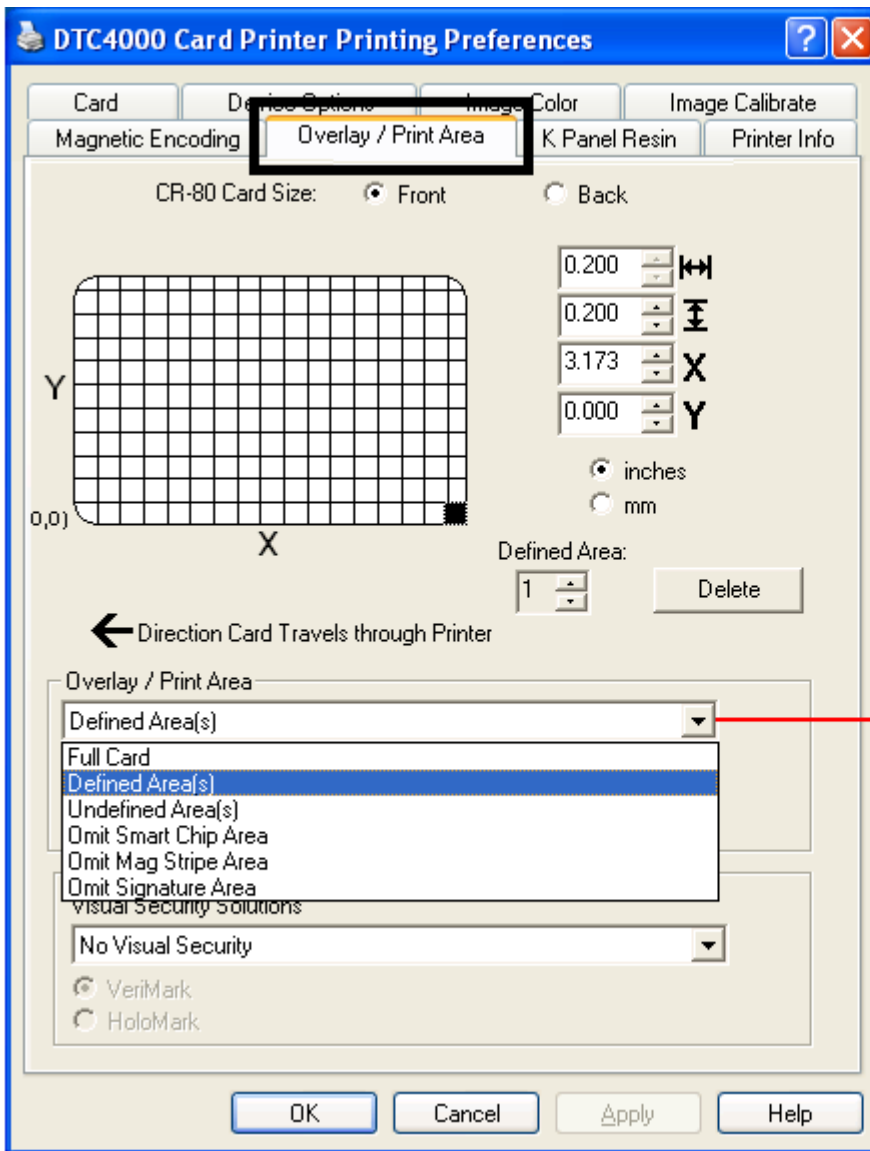 DTC4000 Card Printer Printing Preferences
Card Device Options Image Color Image Calibrate
Magnetic Encoding Overlay / Print Area K Panel Resin Printer Info
CR-80 Card Size: Front Back
0.200
0.200
3.173 X
0.000 Y
Y
inches
mm
0,0)
X
Defined Area:
1 Delete
Direction Card Travels through Printer
Overlay / Print Area
Defined Area(s)
Full Card
Defined Area(s)
Undefined Area(s)
Omit Smart Chip Area
Omit Mag Stripe Area
Omit Signature Area
Visual Security Solutions
No Visual Security
VeriMark
HoloMark
OK Cancel Apply Help